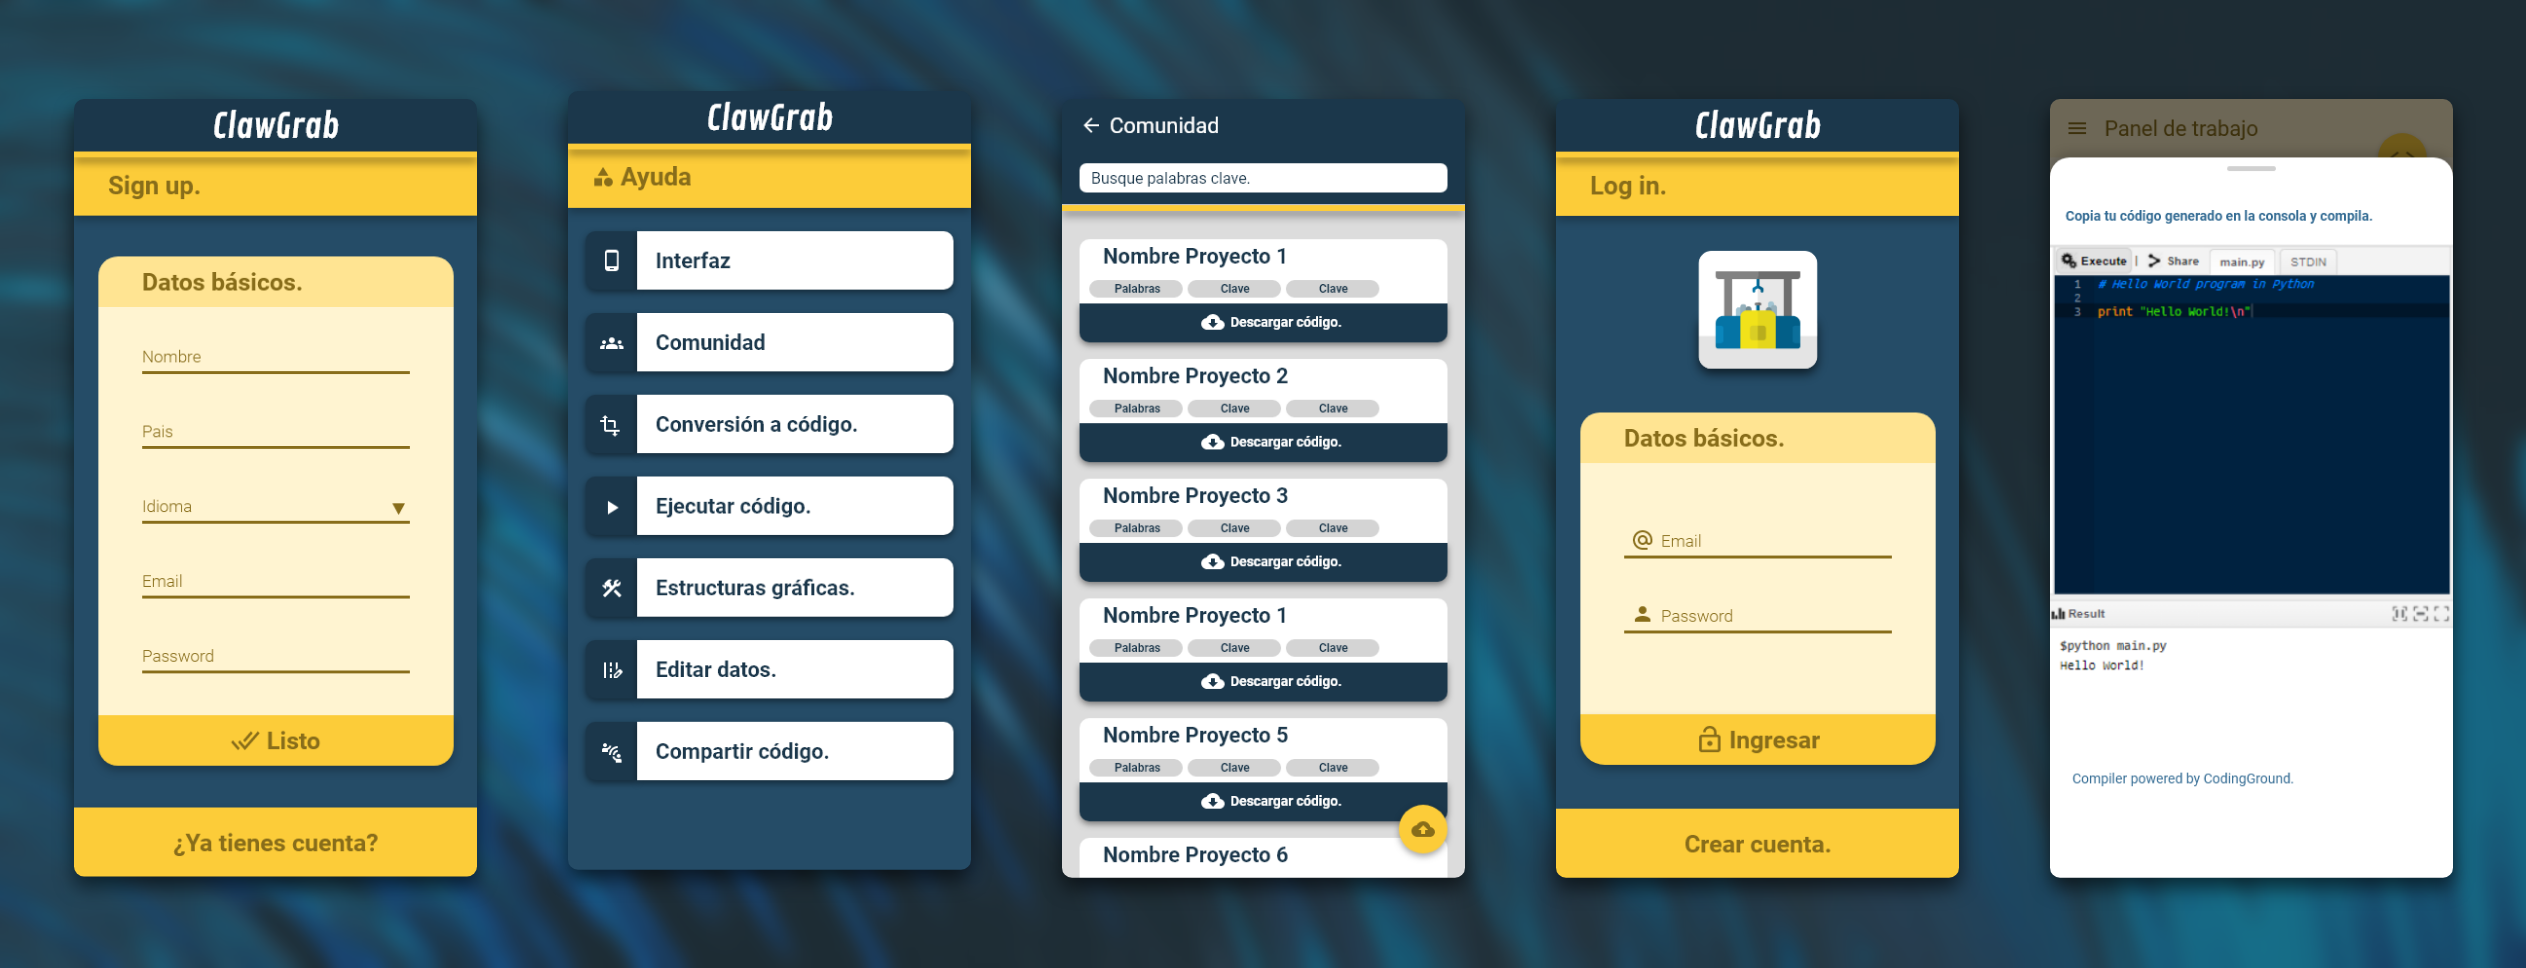 ClawGrab
Sign up.
Datos básicos.
Nombre
Pais
Idioma
Email
Password
Listo
¿Ya tienes cuenta?
ClawGrab
Ayuda
Interfaz
Comunidad
Conversión a código.
Ejecutar código.
Estructuras gráficas.
Editar datos.
Compartir código.
Comunidad
Busque palabras clave.
Nombre Proyecto 1
Palabras Clave Clave
Descargar código.
Nombre Proyecto 2
Palabras Clave Clave
Descargar código.
Nombre Proyecto 3
Palabras Clave Clave
Descargar código.
Nombre Proyecto 1
Palabras Clave Clave
Descargar código.
Nombre Proyecto 5
Palabras Clave Clave
Descargar código.
Nombre Proyecto 6
ClawGrab
Log in.
Datos básicos.
Email
Password
Ingresar
Crear cuenta.
Panel de trabajo
Copia tu código generado en la consola y compila.
Execute | Share main.py STDIN
1 # Hello World program in Python
2
3 print "Hello World!\n"
Result
$python main.py
Hello World!
Compiler powered by CodingGround.